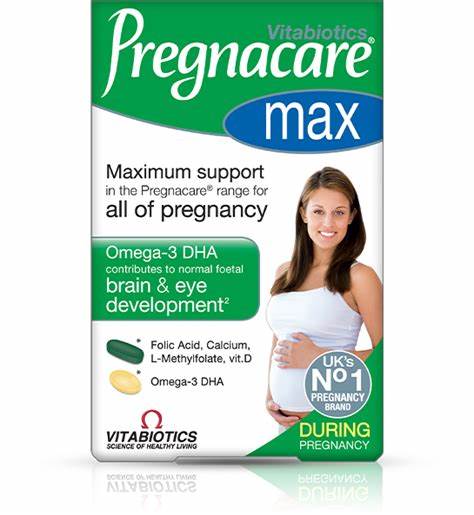 Vitabiotics®
Pregnacare®
max
Maximum support
in the Pregnacare® range for
all of pregnancy
Omega-3 DHA
contributes to normal foetal
brain & eye
development²
* Folic Acid, Calcium,
L-Methylfolate, vit.D
* Omega-3 DHA
UK's
Nº1
PREGNANCY
BRAND
VITABIOTICS
SCIENCE OF HEALTHY LIVING
DURING
PREGNANCY